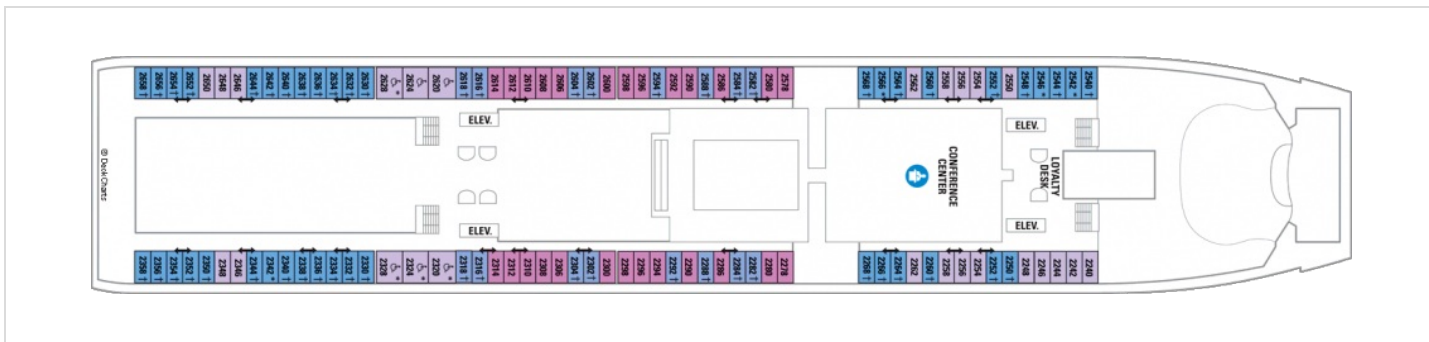 2658 2656 2654 2652 2650 2648 2646 2644 2642 2640 2638 2636 2634 2632 2630 2628 2624 2620 2618 2616 2614 2612 2610 2608 2606 2604 2602 2600 2598 2596 2594 2592 2590 2588 2586 2584 2582 2580 2578 2568 2566 2564 2562 2560 2558 2556 2554 2552 2550 2548 2546 2544 2542 2540
ELEV.
ELEV.
© DeckCharts
CONFERENCE
CENTER
LOYALTY
DESK
ELEV.
ELEV.
2358 2356 2354 2352 2350 2348 2346 2344 2342 2340 2338 2336 2334 2332 2330 2328 2324 2320 2318 2316 2314 2312 2310 2308 2306 2304 2302 2300 2298 2296 2294 2292 2290 2288 2286 2284 2282 2280 2278 2268 2266 2264 2262 2260 2258 2256 2254 2252 2250 2248 2246 2244 2242 2240